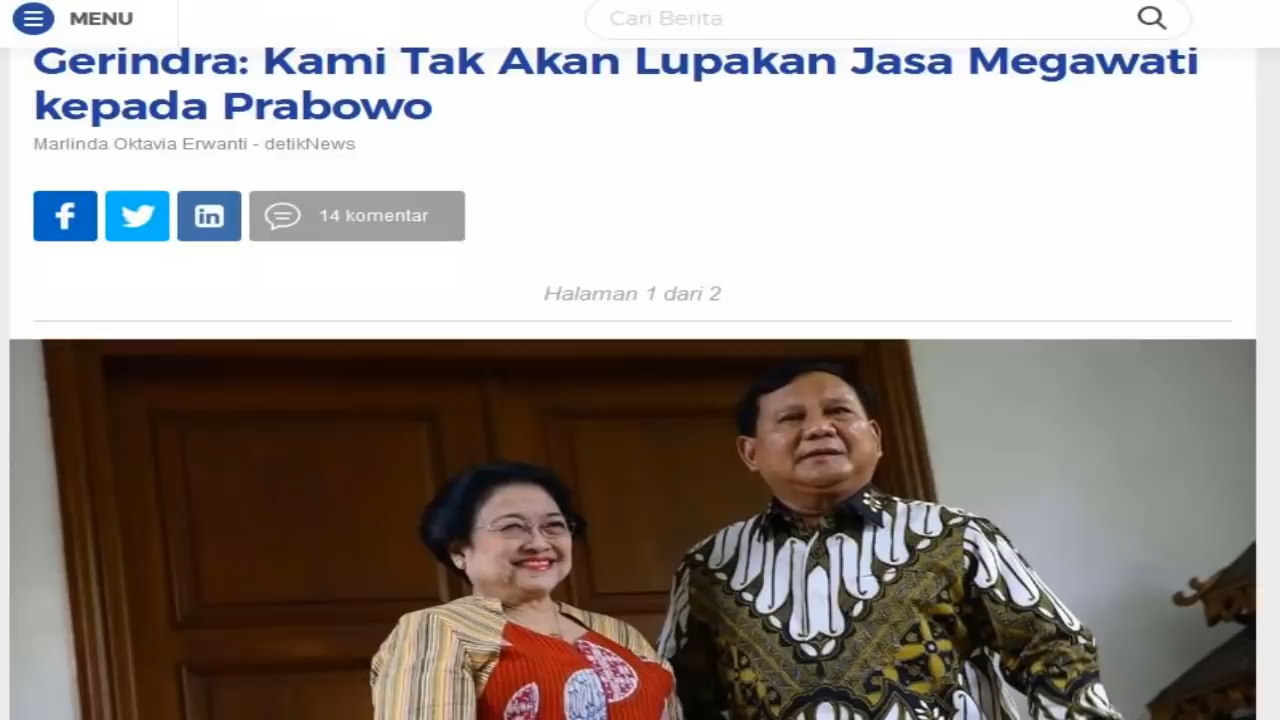 MENU
Cari Berita
Gerindra: Kami Tak Akan Lupakan Jasa Megawati
kepada Prabowo
Marlinda Oktavia Erwanti - detikNews
14 komentar
Halaman 1 dari 2